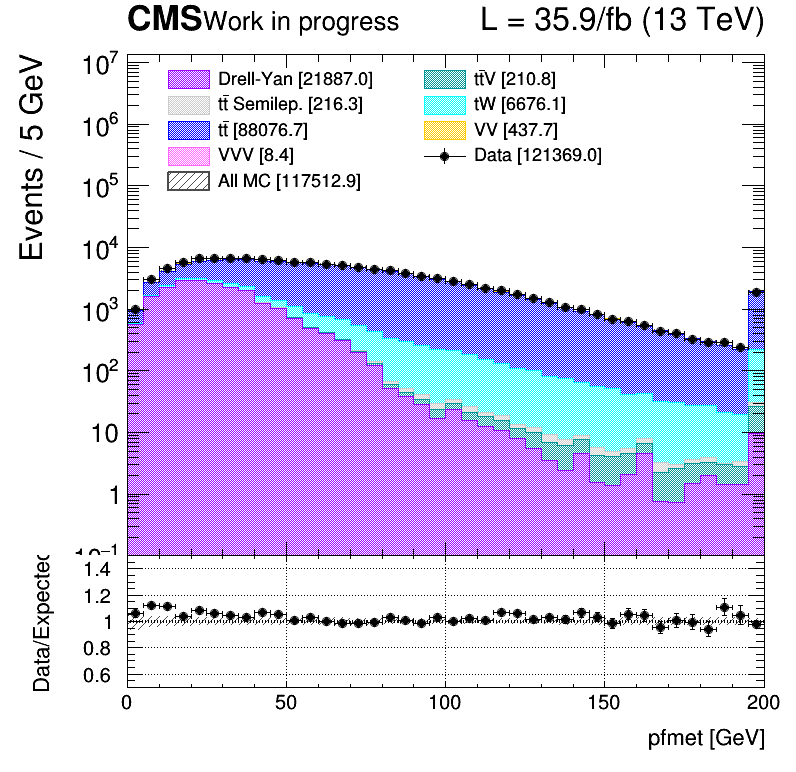 CMS Work in progress L = 35.9/fb (13 TeV)
Events / 5 GeV
Drell-Yan [21887.0] tt̄V [210.8]
tt̄ Semilep. [216.3] tW [6676.1]
tt̄ [88076.7] VV [437.7]
VVV [8.4] Data [121369.0]
All MC [117512.9]
10⁷
10⁶
10⁵
10⁴
10³
10²
10
1
10⁻¹
Data/Expected
1.4
1.2
1
0.8
0.6
0 50 100 150 200
pfmet [GeV]